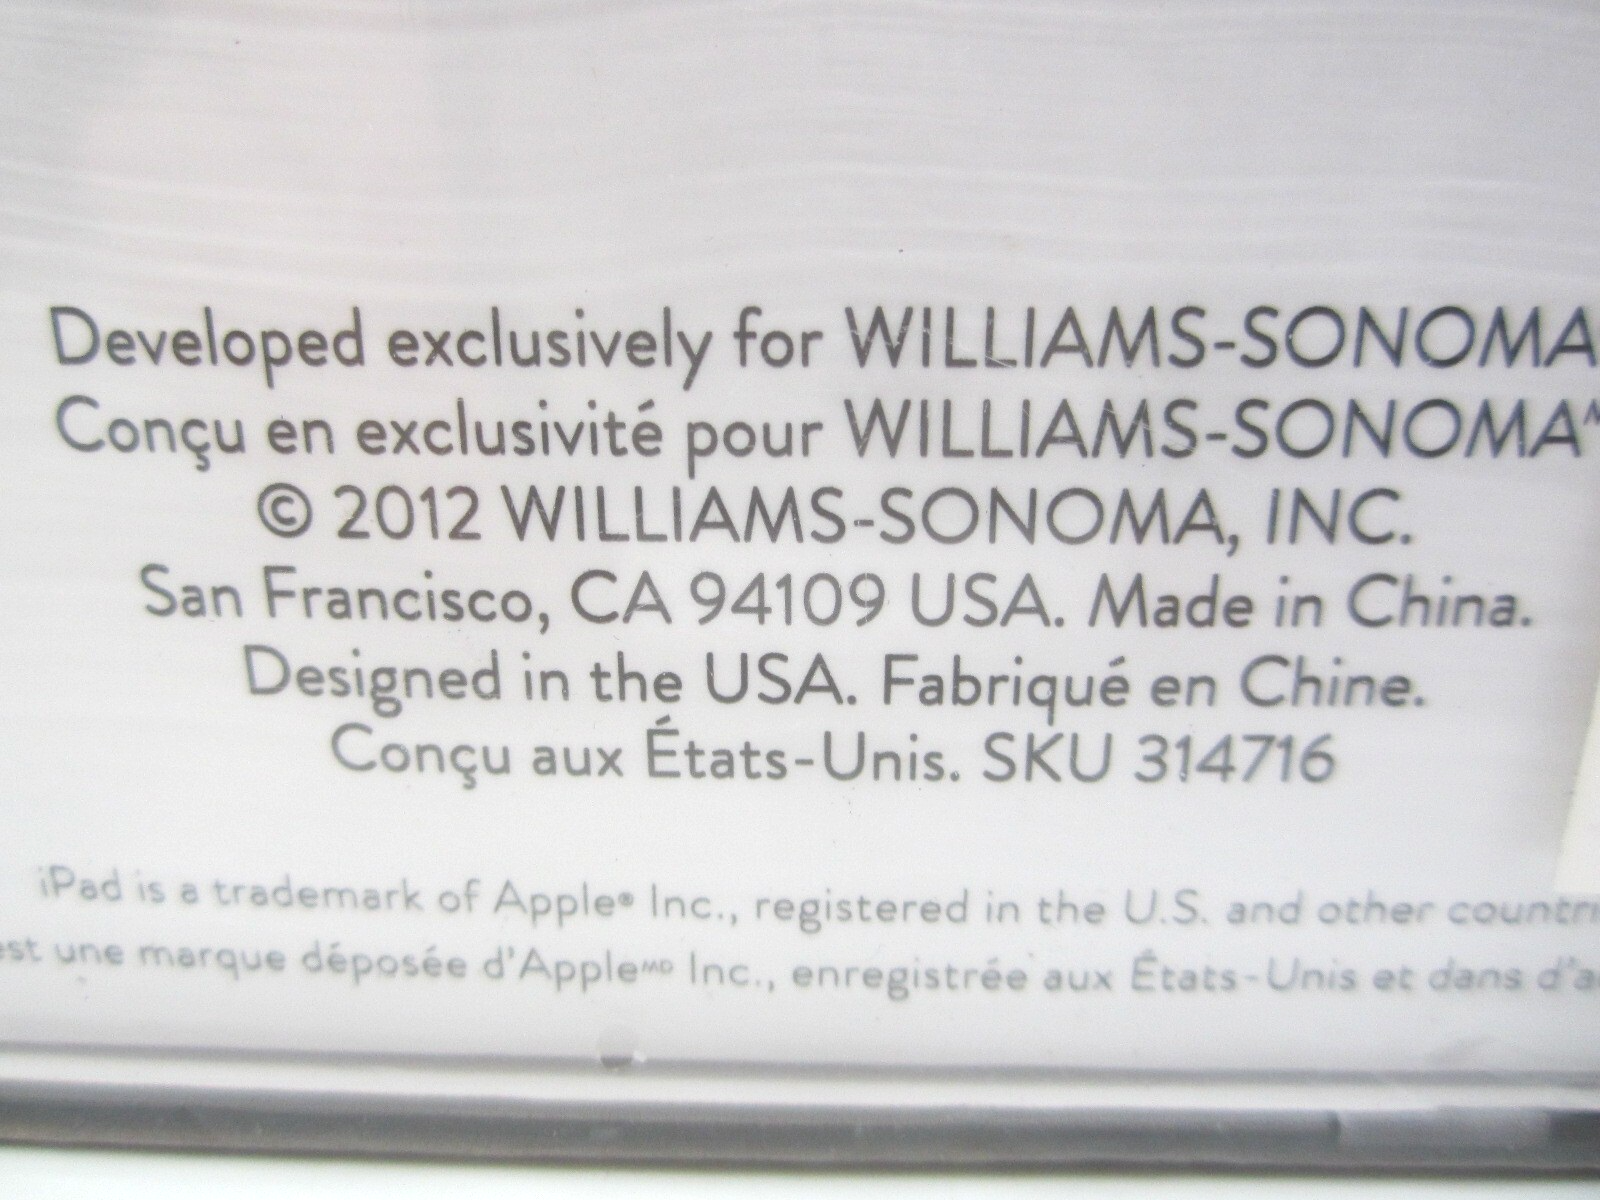 Developed exclusively for WILLIAMS-SONOMA
Conçu en exclusivité pour WILLIAMS-SONOMA
© 2012 WILLIAMS-SONOMA, INC.
San Francisco, CA 94109 USA. Made in China.
Designed in the USA. Fabriqué en Chine.
Conçu aux États-Unis. SKU 314716
iPad is a trademark of Apple® Inc., registered in the U.S. and other
une marque déposée d'Apple ᴹᴰ Inc., enregistrée aux États-Unis et dans